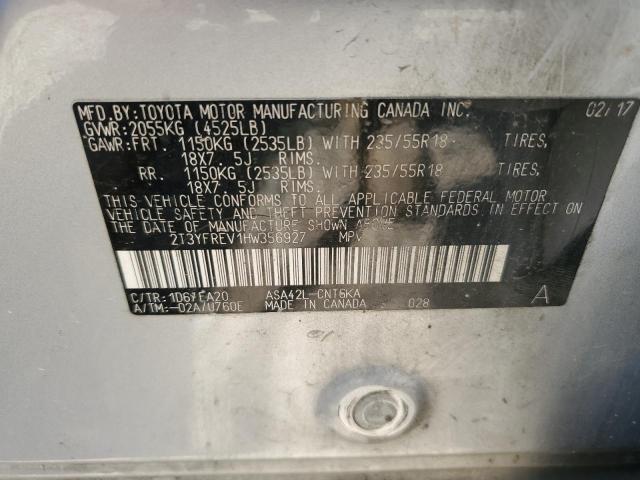 MFD.BY:TOYOTA MOTOR MANUFACTURING CANADA INC. 02/17
GVWR:2055KG (4525LB)
GAWR:FRT. 1150KG (2535LB) WITH 235/55R18 TIRES,
18X7. 5J RIMS.
RR. 1150KG (2535LB) WITH 235/55R18 TIRES,
18X7. 5J RIMS.
THIS VEHICLE CONFORMS TO ALL APPLICABLE FEDERAL MOTOR
VEHICLE SAFETY AND THEFT PREVENTION STANDARDS IN EFFECT ON
THE DATE OF MANUFACTURE SHOWN ABOVE.
2T3YFREV1HW356927 MPV
C/TR:1D6/EA20 ASA42L-CNTGKA A
A/TM:-02A/U760E MADE IN CANADA 028